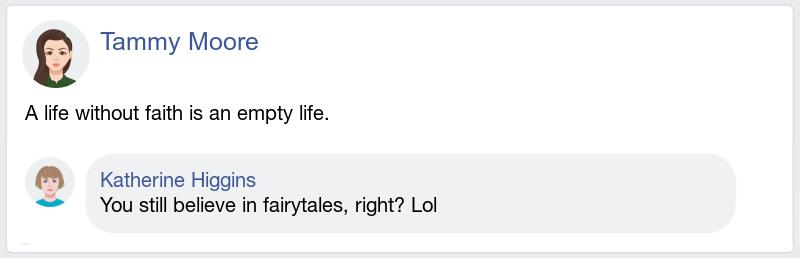 Tammy Moore
A life without faith is an empty life.
Katherine Higgins
You still believe in fairytales, right? Lol